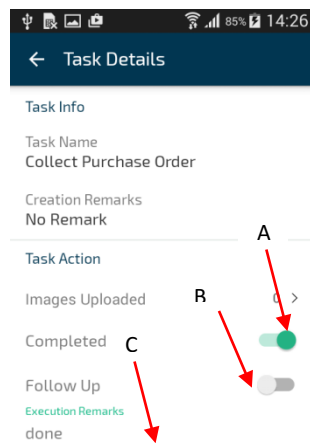 85% 14:26
Task Details
Task Info
Task Name
Collect Purchase Order
Creation Remarks
No Remark
A
Task Action
Images Uploaded B
Completed C
Follow Up
Execution Remarks
done